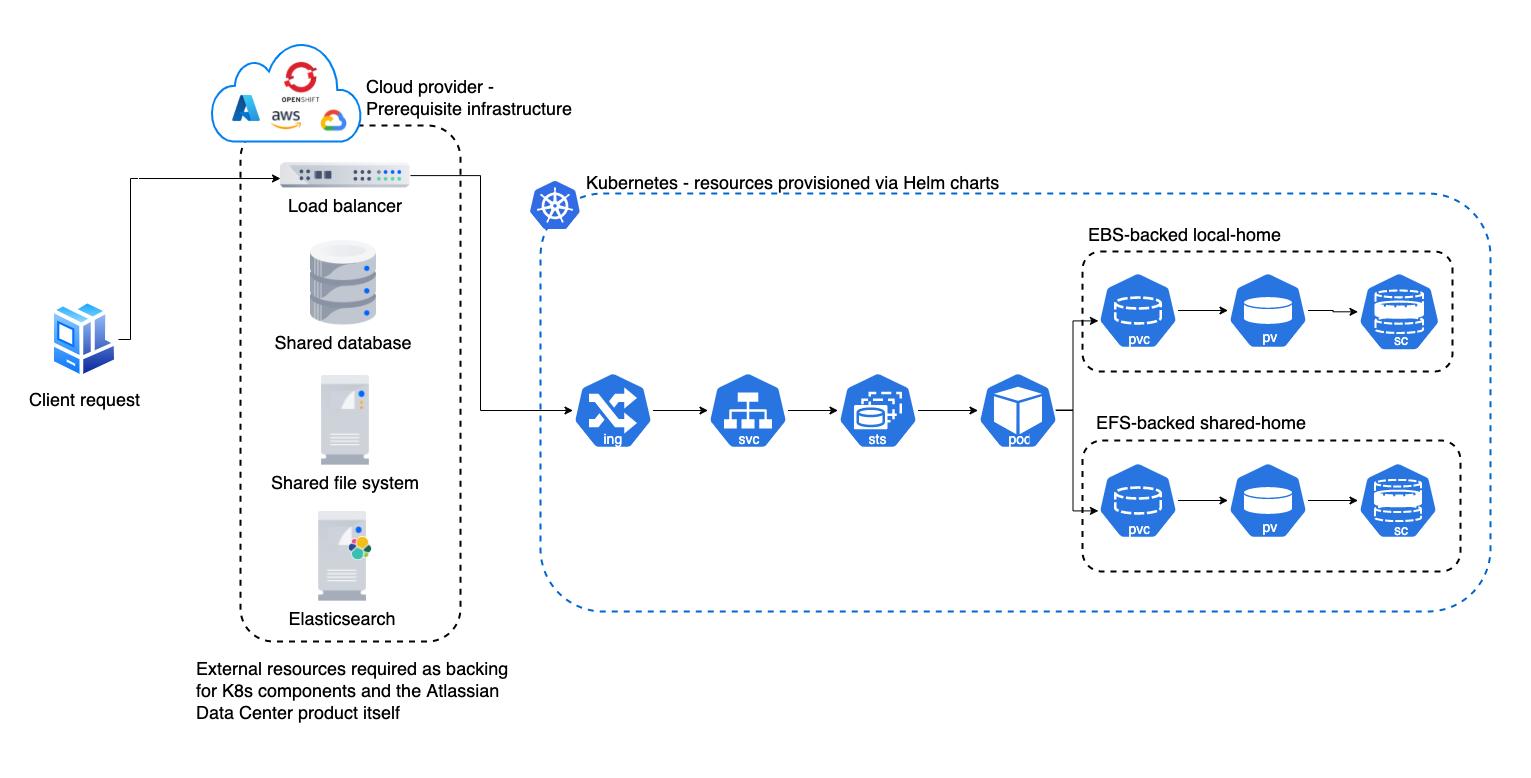 OPENSHIFT
aws
Cloud provider -
Prerequisite infrastructure
Load balancer
Shared database
Shared file system
Elasticsearch
External resources required as backing
for K8s components and the Atlassian
Data Center product itself
Client request
Kubernetes - resources provisioned via Helm charts
ing
svc
sts
pod
EBS-backed local-home
pvc
pv
sc
EFS-backed shared-home
pvc
pv
sc